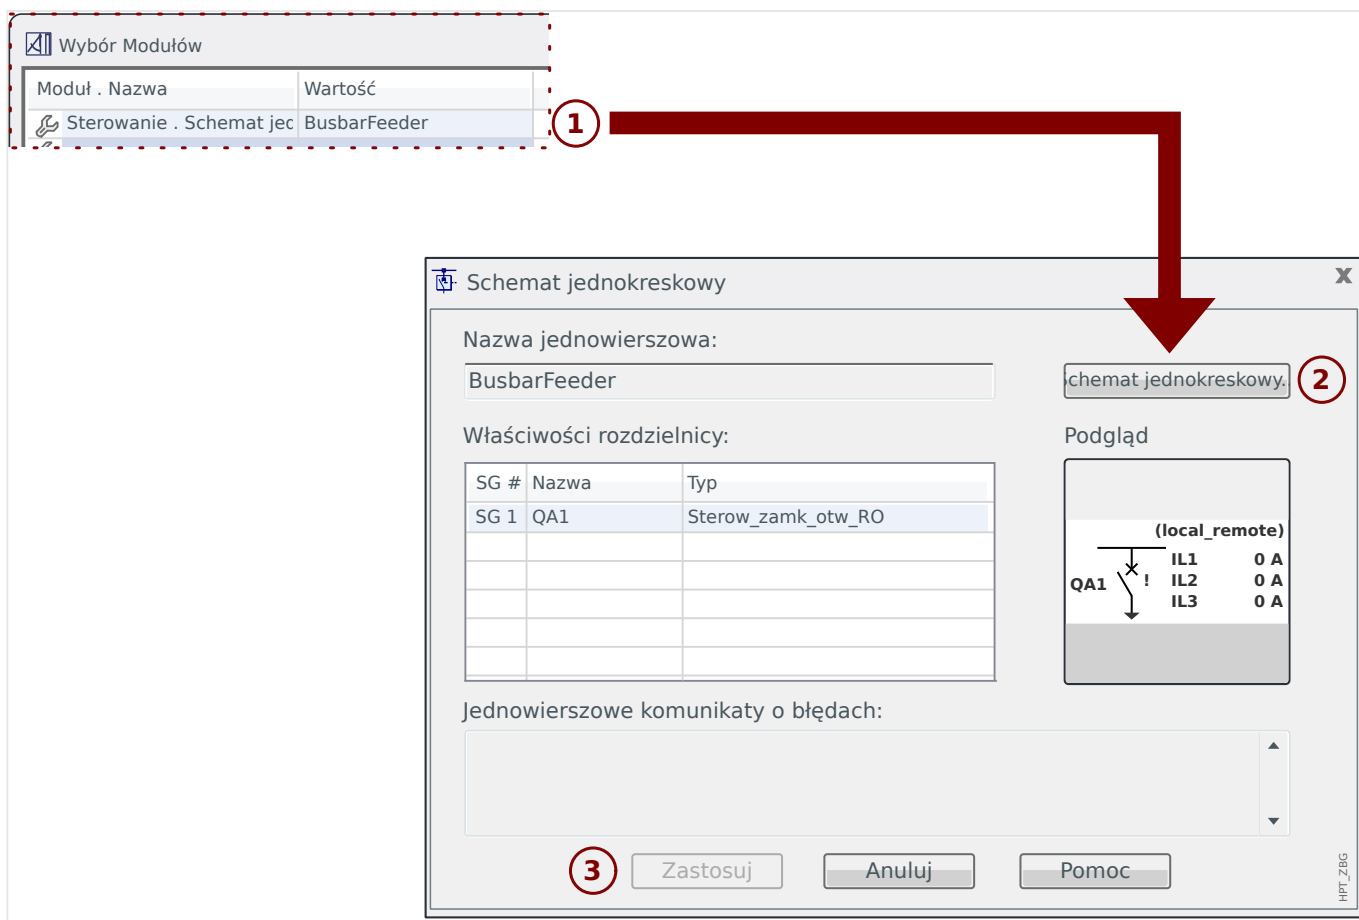 Wybór Modułów
Moduł . Nazwa Wartość
Sterowanie . Schemat jec BusbarFeeder
1
Schemat jednokreskowy X
Nazwa jednowierszowa:
BusbarFeeder
chemat jednokreskowy..
2
Właściwości rozdzielnicy:
Podgląd
SG # Nazwa Typ
SG 1 QA1 Sterow_zamk_otw_RO
(local_remote)
IL1 0 A
QA1 ! IL2 0 A
IL3 0 A
Jednowierszowe komunikaty o błędach:
3
Zastosuj Anuluj Pomoc
HPT_ZBG